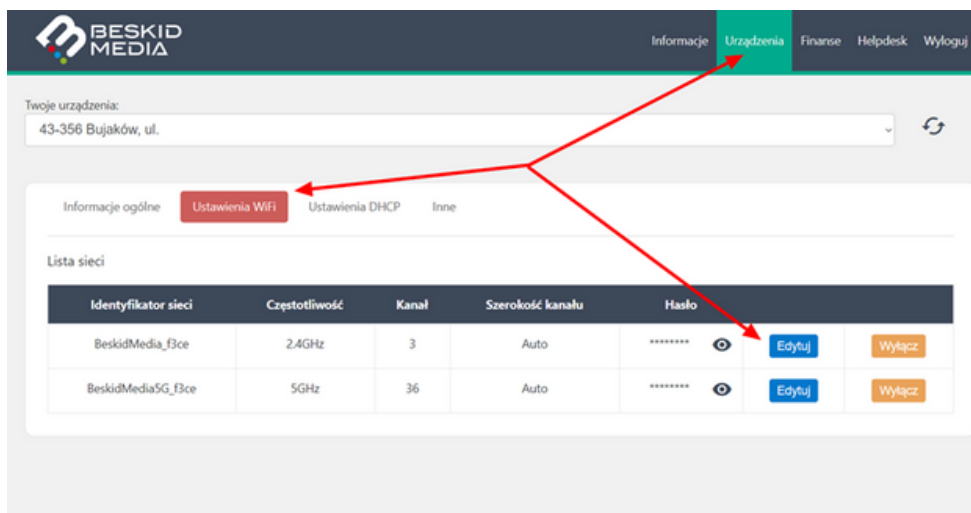 BESKID
MEDIA
Informacje Urządzenia Finanse Helpdesk Wyloguj
Twoje urządzenia:
43-356 Bujaków, ul.
Informacje ogólne Ustawienia WiFi Ustawienia DHCP Inne
Lista sieci
Identyfikator sieci Częstotliwość Kanał Szerokość kanału Hasło
BeskidMedia_f3ce 2.4GHz 3 Auto ******** Edytuj Wyłącz
BeskidMedia5G_f3ce 5GHz 36 Auto ******** Edytuj Wyłącz